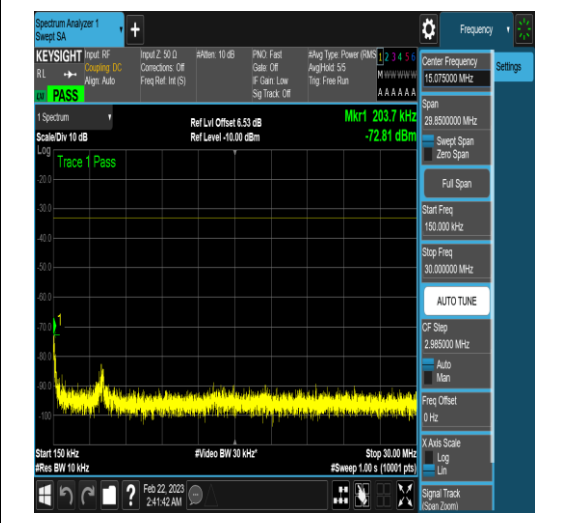 Spectrum Analyzer 1
Swept SA
+
Frequency
KEYSIGHT
RL
PASS
Input: RF
Coupling: DC
Align: Auto
Input Z: 50 Ω
Corrections: Off
Freq Ref: Int (S)
#Atten: 10 dB
PNO: Fast
Gate: Off
IF Gain: Low
Sig Track: Off
#Avg Type: Power (RMS
Avg|Hold: 5/5
Trig: Free Run
1 2 3 4 5 6
M W W W W W
A A A A A A
1 Spectrum
Scale/Div 10 dB
Ref Lvl Offset 6.53 dB
Ref Level -10.00 dBm
Mkr1 203.7 kHz
-72.81 dBm
Log
Trace 1 Pass
-20.0
-30.0
-40.0
-50.0
-60.0
-70.0
-80.0
-90.0
-100
1
Start 150 kHz
#Res BW 10 kHz
#Video BW 30 kHz*
Stop 30.00 MHz
#Sweep 1.00 s (10001 pts)
?
Feb 22, 2023
2:41:42 AM
Center Frequency
15.075000 MHz
Settings
Span
29.8500000 MHz
Swept Span
Zero Span
Full Span
Start Freq
150.000 kHz
Stop Freq
30.000000 MHz
AUTO TUNE
CF Step
2.985000 MHz
Auto
Man
Freq Offset
0 Hz
X Axis Scale
Log
Lin
Signal Track
(Span Zoom)